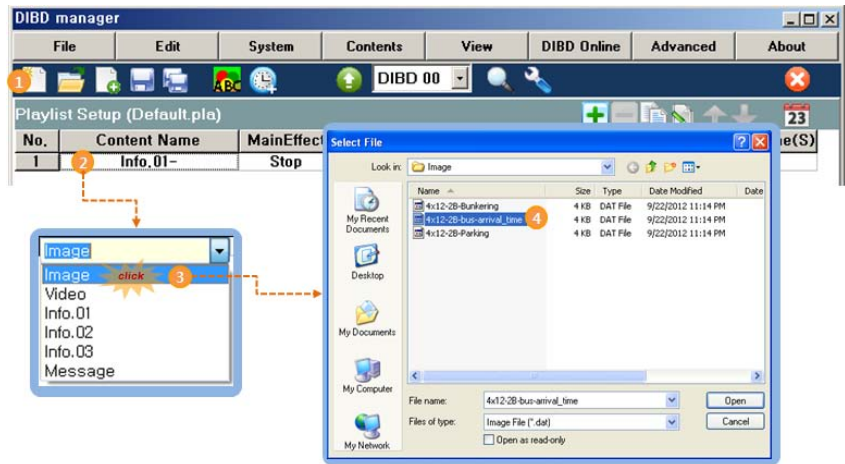 DIBD manager
File Edit System Contents View DIBD Online Advanced About
1 ABC DIBD 00
Playlist Setup (Default.pla) 23
No. Content Name MainEffect e(S)
1 Info.01- Stop
2
Image
Image click 3
Video
Info.01
Info.02
Info.03
Message
Select File
Look in: Image
Name Size Type Date Modified Date
4x12-2B-Bunkering 4 KB DAT File 9/22/2012 11:14 PM
4x12-2B-bus-arrival_time 4 4 KB DAT File 9/22/2012 11:14 PM
4x12-2B-Parking 4 KB DAT File 9/22/2012 11:14 PM
My Recent
Documents
Desktop
My Documents
My Computer
My Network
File name: 4x12-2B-bus-arrival_time Open
Files of type: Image File (*.dat) Cancel
Open as read-only